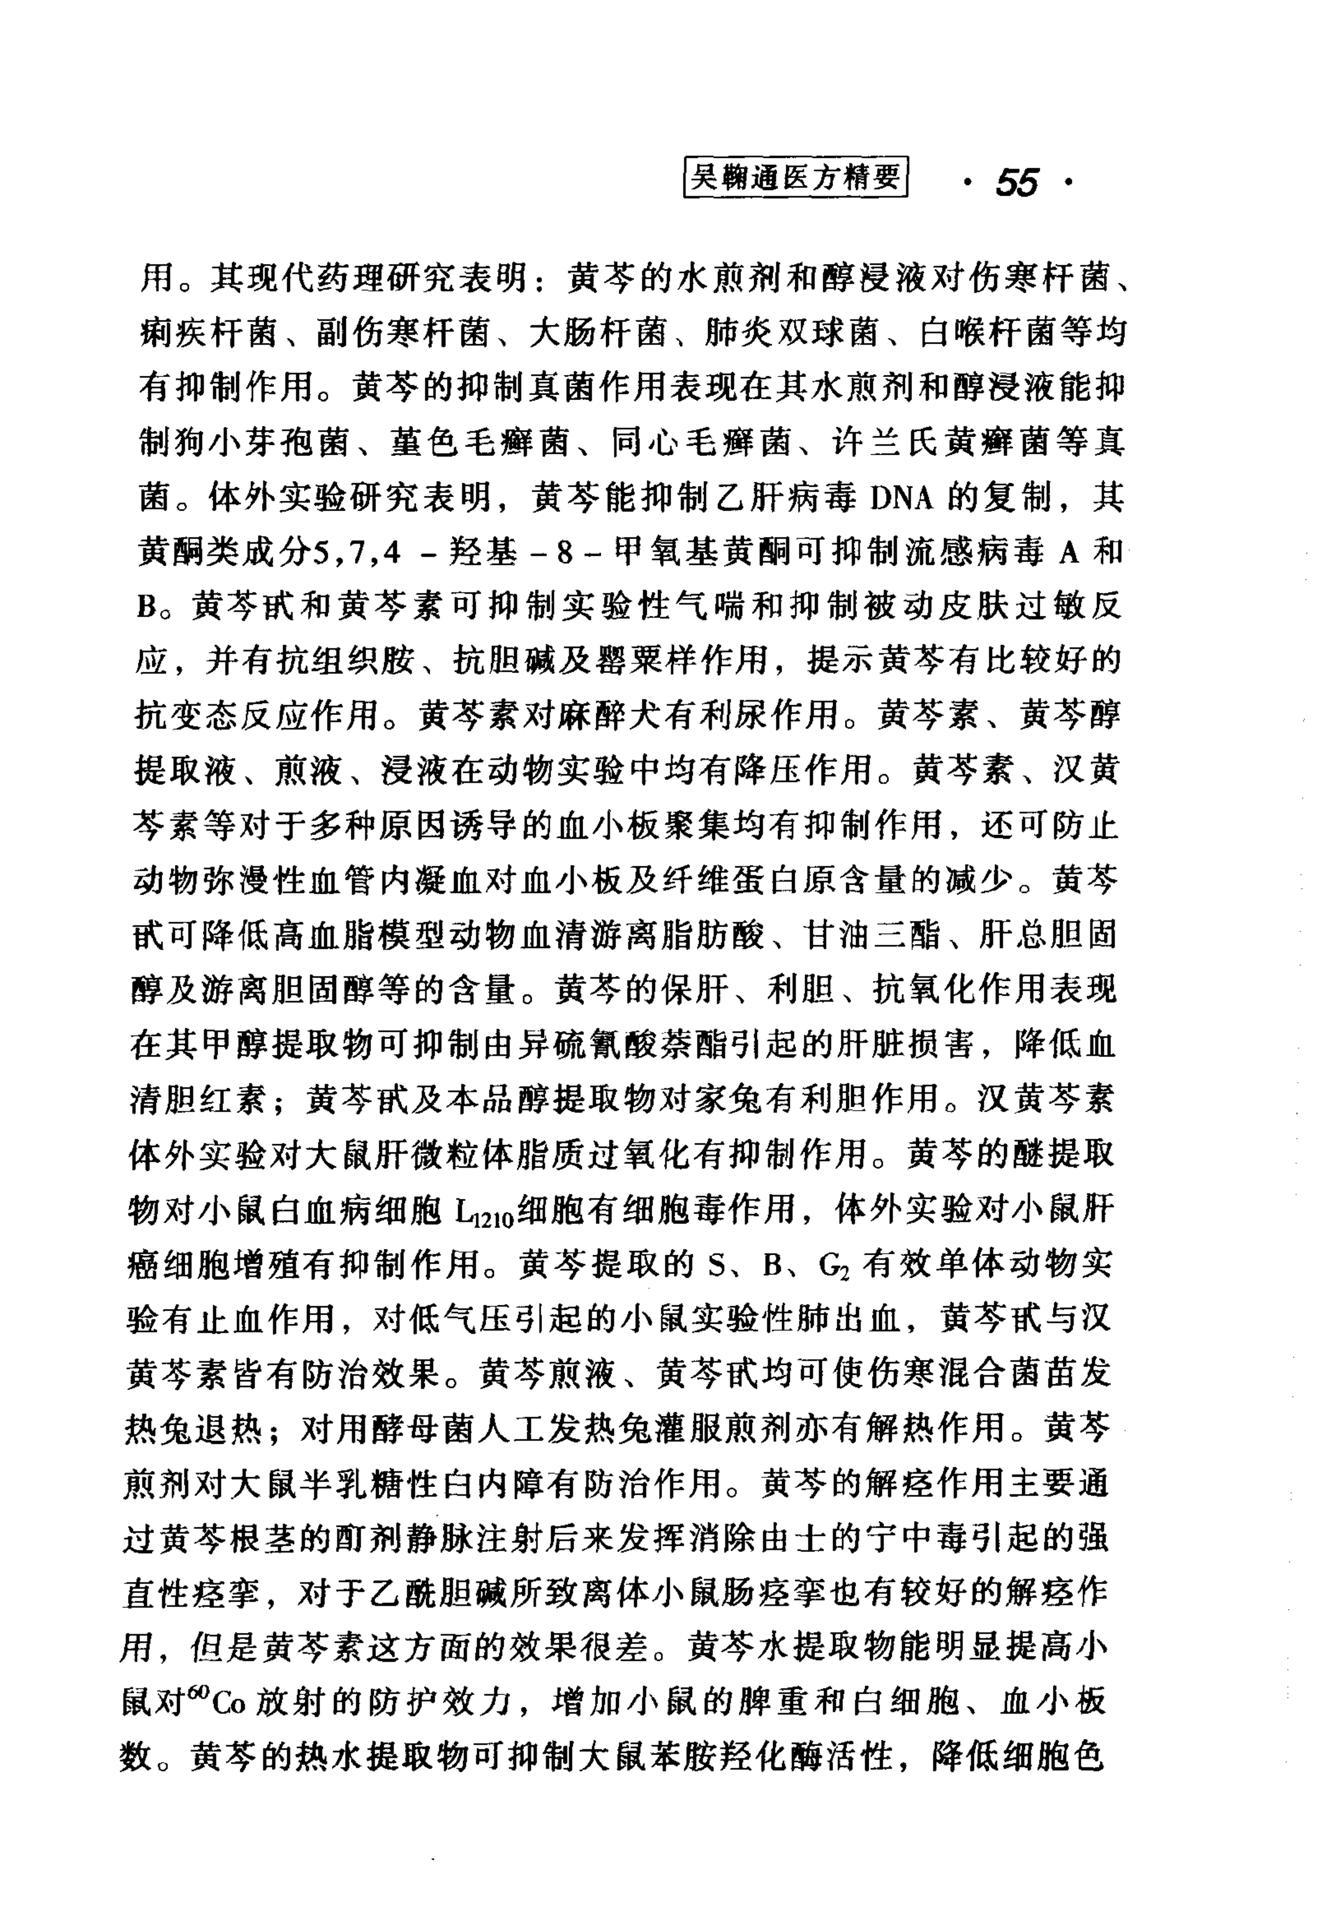 吴鞠通医方精要 · 55 ·
用。其现代药理研究表明：黄芩的水煎剂和醇浸液对伤寒杆菌、
痢疾杆菌、副伤寒杆菌、大肠杆菌、肺炎双球菌、白喉杆菌等均
有抑制作用。黄芩的抑制真菌作用表现在其水煎剂和醇浸液能抑
制狗小芽孢菌、堇色毛癣菌、同心毛癣菌、许兰氏黄癣菌等真
菌。体外实验研究表明，黄芩能抑制乙肝病毒 DNA 的复制，其
黄酮类成分5,7,4 – 羟基 – 8 – 甲氧基黄酮可抑制流感病毒 A 和
B。黄芩甙和黄芩素可抑制实验性气喘和抑制被动皮肤过敏反
应，并有抗组织胺、抗胆碱及罂粟样作用，提示黄芩有比较好的
抗变态反应作用。黄芩素对麻醉犬有利尿作用。黄芩素、黄芩醇
提取液、煎液、浸液在动物实验中均有降压作用。黄芩素、汉黄
芩素等对于多种原因诱导的血小板聚集均有抑制作用，还可防止
动物弥漫性血管内凝血对血小板及纤维蛋白原含量的减少。黄芩
甙可降低高血脂模型动物血清游离脂肪酸、甘油三酯、肝总胆固
醇及游离胆固醇等的含量。黄芩的保肝、利胆、抗氧化作用表现
在其甲醇提取物可抑制由异硫氰酸萘酯引起的肝脏损害，降低血
清胆红素；黄芩甙及本品醇提取物对家兔有利胆作用。汉黄芩素
体外实验对大鼠肝微粒体脂质过氧化有抑制作用。黄芩的醚提取
物对小鼠白血病细胞 L₁₂₁₀细胞有细胞毒作用，体外实验对小鼠肝
癌细胞增殖有抑制作用。黄芩提取的 S、B、G₂ 有效单体动物实
验有止血作用，对低气压引起的小鼠实验性肺出血，黄芩甙与汉
黄芩素皆有防治效果。黄芩煎液、黄芩甙均可使伤寒混合菌苗发
热兔退热；对用酵母菌人工发热兔灌服煎剂亦有解热作用。黄芩
煎剂对大鼠半乳糖性白内障有防治作用。黄芩的解痉作用主要通
过黄芩根茎的酊剂静脉注射后来发挥消除由士的宁中毒引起的强
直性痉挛，对于乙酰胆碱所致离体小鼠肠痉挛也有较好的解痉作
用，但是黄芩素这方面的效果很差。黄芩水提取物能明显提高小
鼠对⁶⁰Co 放射的防护效力，增加小鼠的脾重和白细胞、血小板
数。黄芩的热水提取物可抑制大鼠苯胺羟化酶活性，降低细胞色